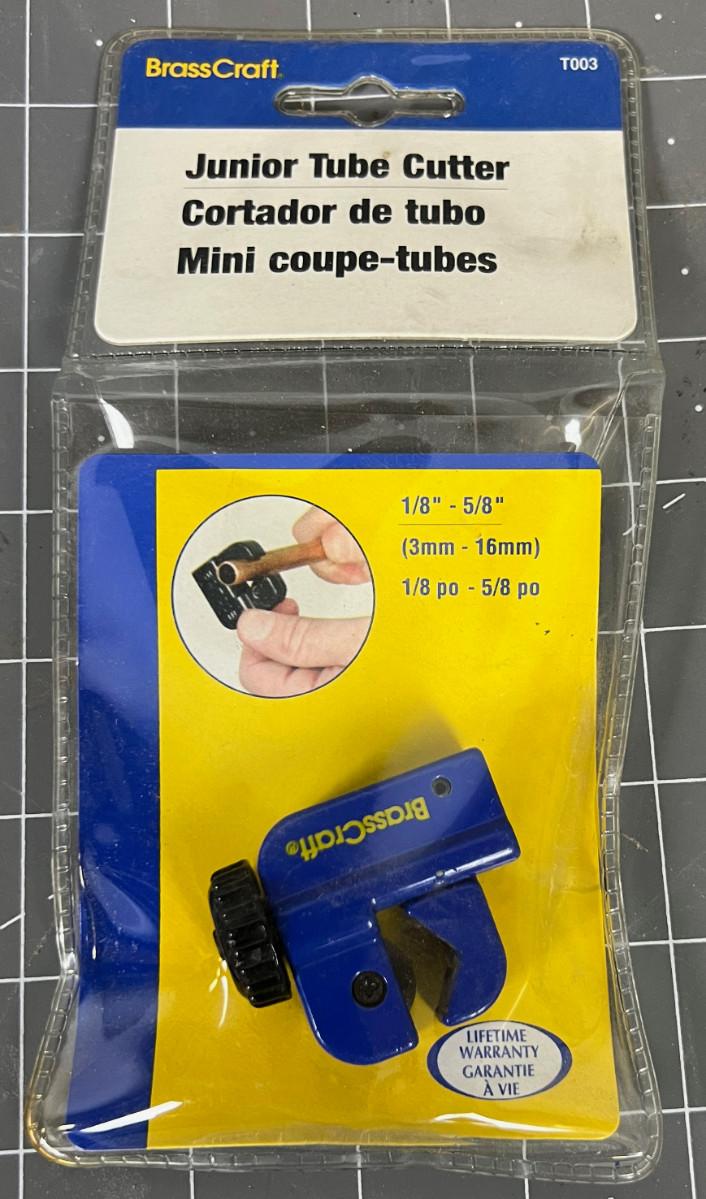 BrassCraft®
T003
Junior Tube Cutter
Cortador de tubo
Mini coupe-tubes
1/8" - 5/8"
(3mm - 16mm)
1/8 po - 5/8 po
BrassCraft®
LIFETIME
WARRANTY
GARANTIE
À VIE